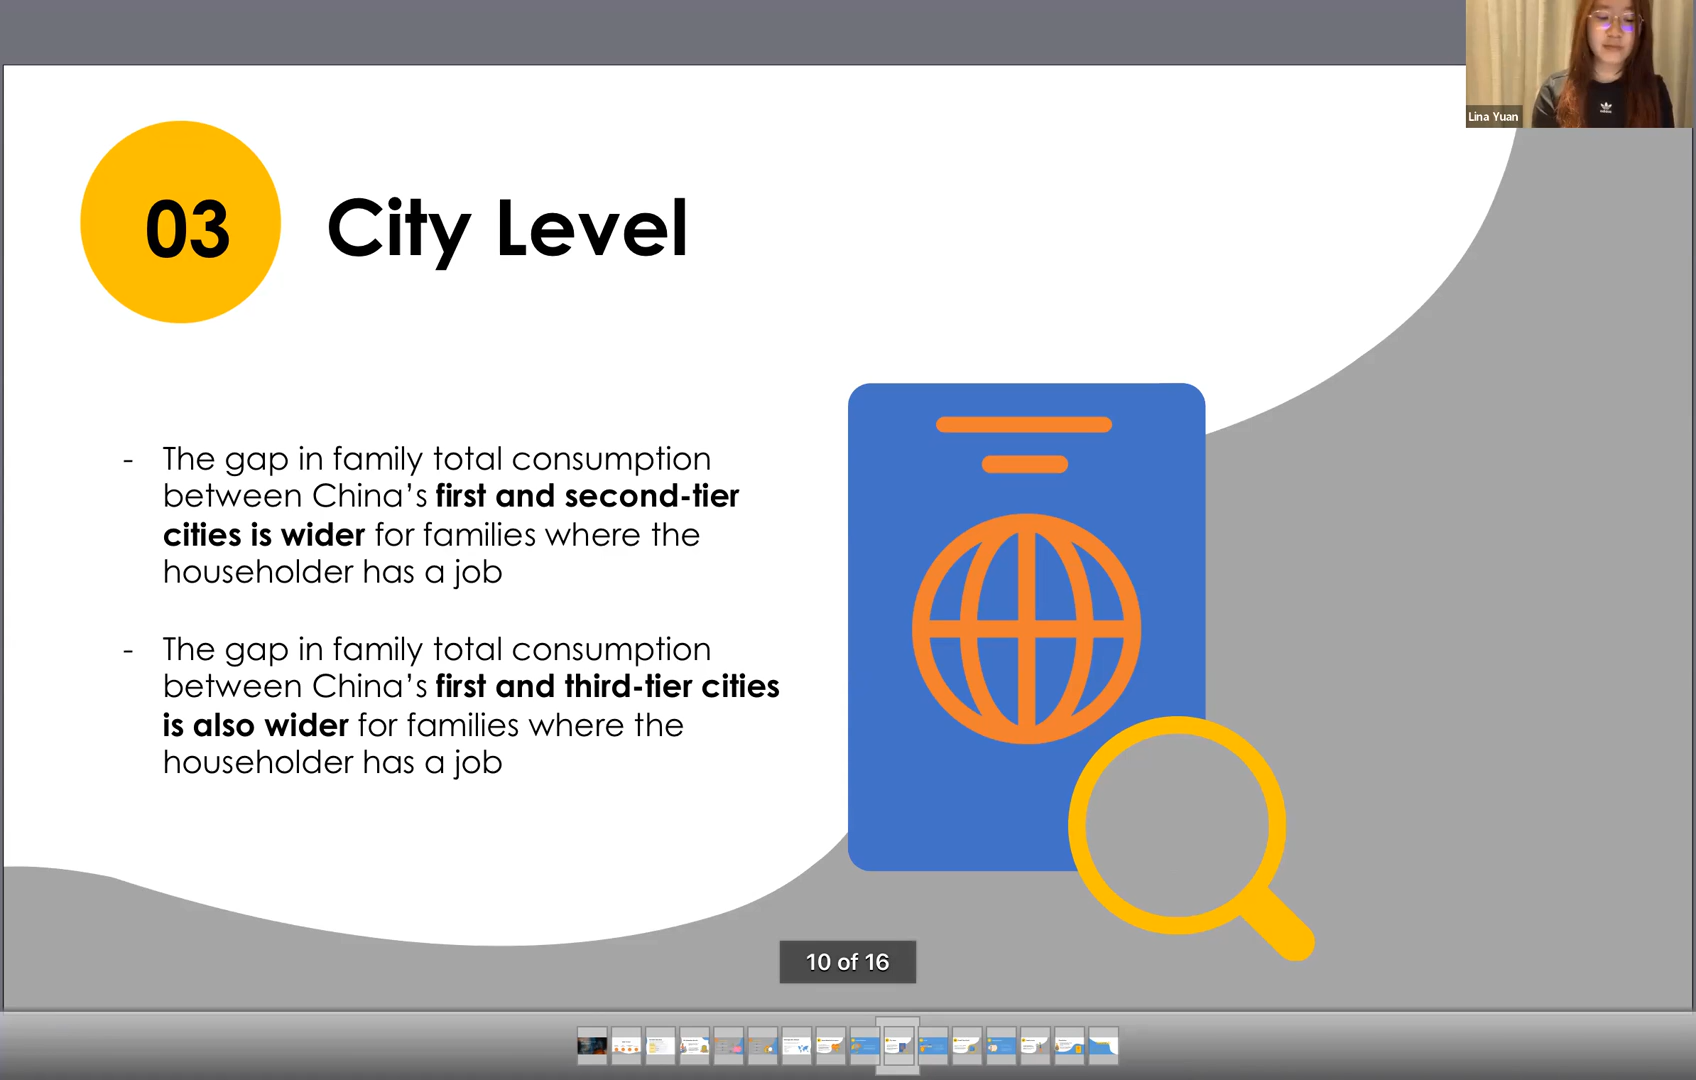 Lina Yuan
03 City Level
- The gap in family total consumption
between China’s first and second-tier
cities is wider for families where the
householder has a job
- The gap in family total consumption
between China’s first and third-tier cities
is also wider for families where the
householder has a job
10 of 16